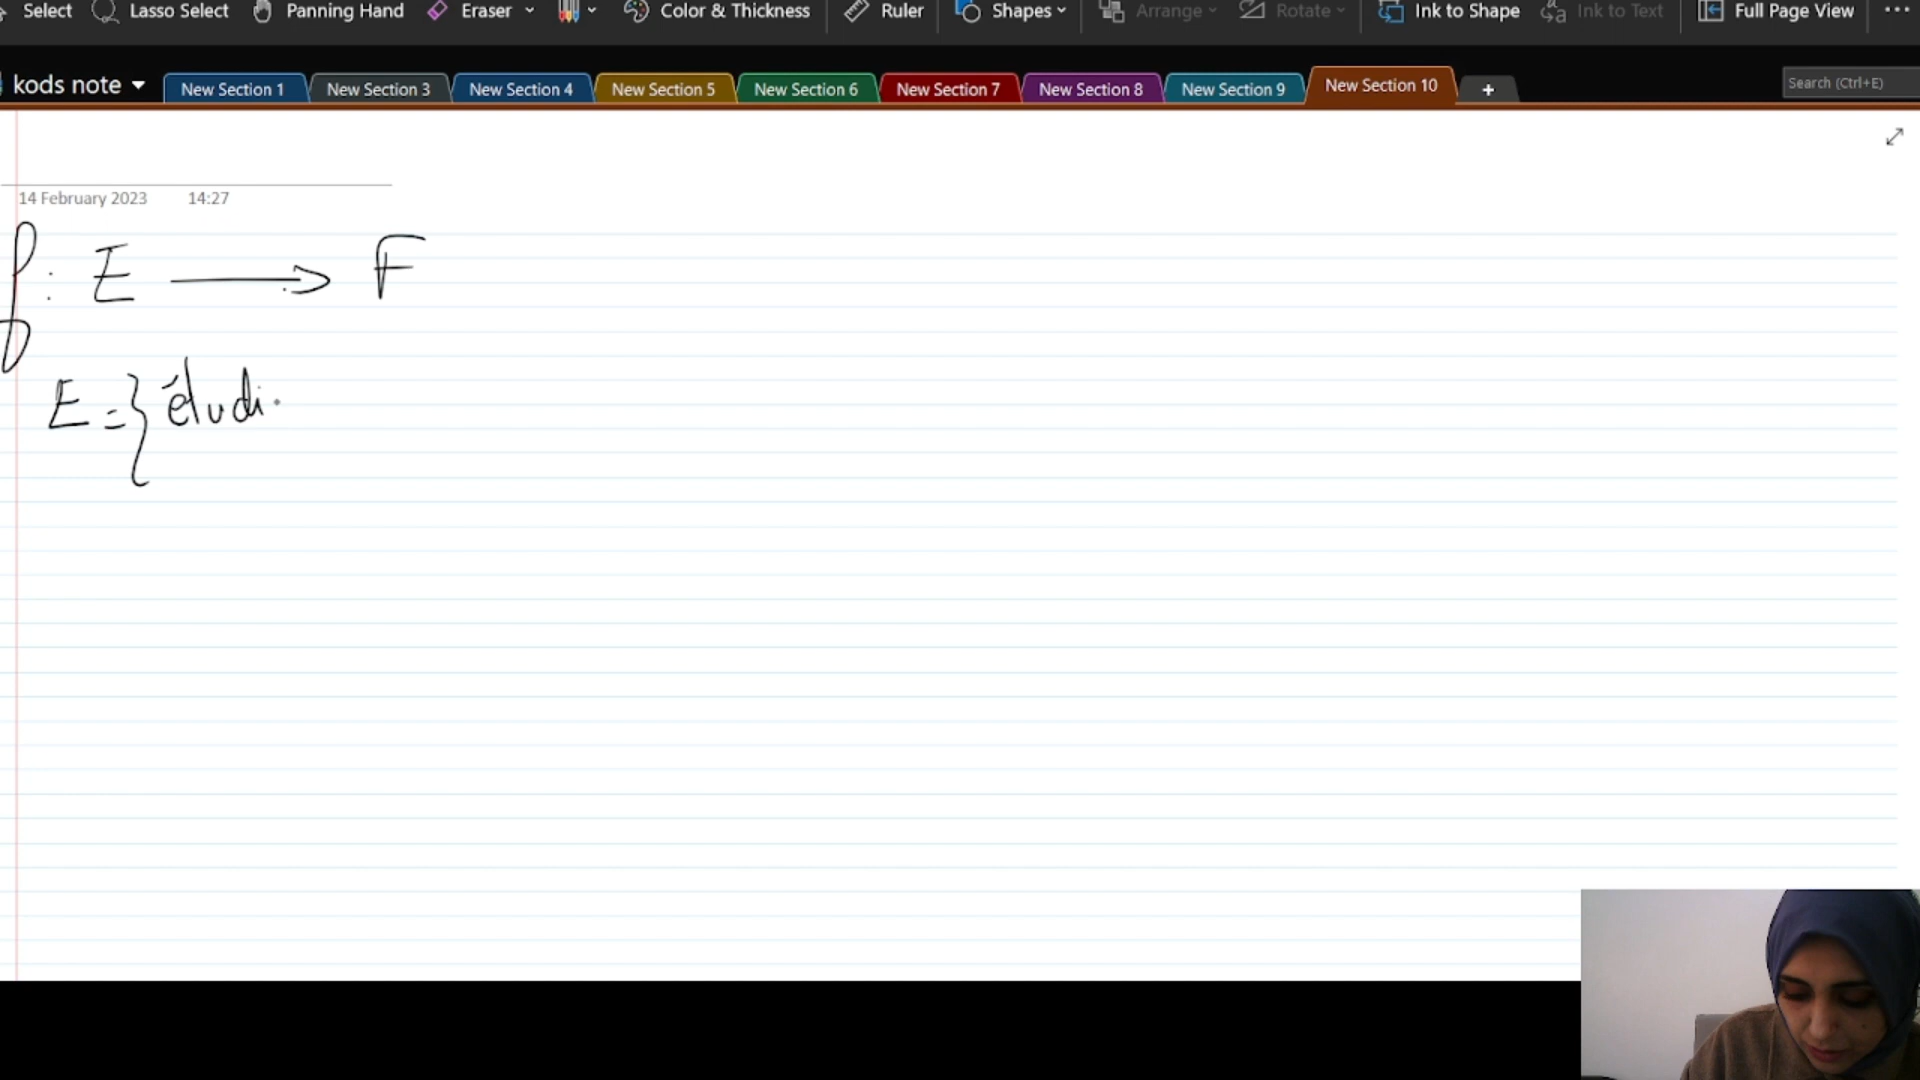 Select Lasso Select Panning Hand Eraser Color & Thickness Ruler Shapes Arrange Rotate Ink to Shape Ink to Text Full Page View
kods note New Section 1 New Section 3 New Section 4 New Section 5 New Section 6 New Section 7 New Section 8 New Section 9 New Section 10 + Search (Ctrl+E)
14 February 2023 14:27
f : E → F
E = { étudi